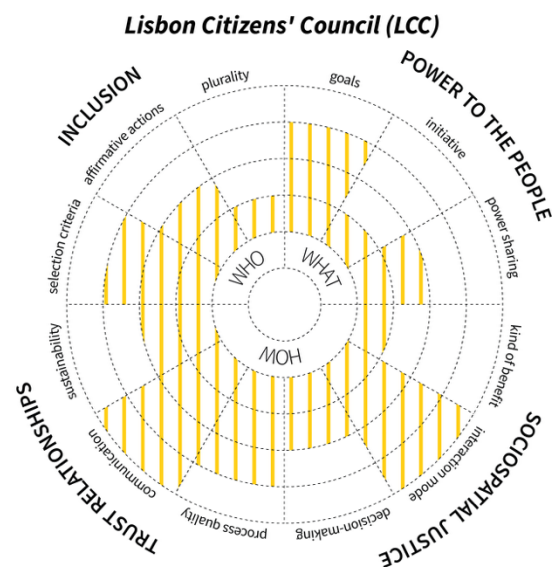 Lisbon Citizens' Council (LCC)
INCLUSION
POWER TO THE PEOPLE
SOCIOSPATIAL JUSTICE
TRUST RELATIONSHIPS
plurality
goals
initiative
power sharing
kind of benefit
interaction mode
decision-making
process quality
communication
sustainability
selection criteria
affirmative actions
WHO
WHAT
HOW